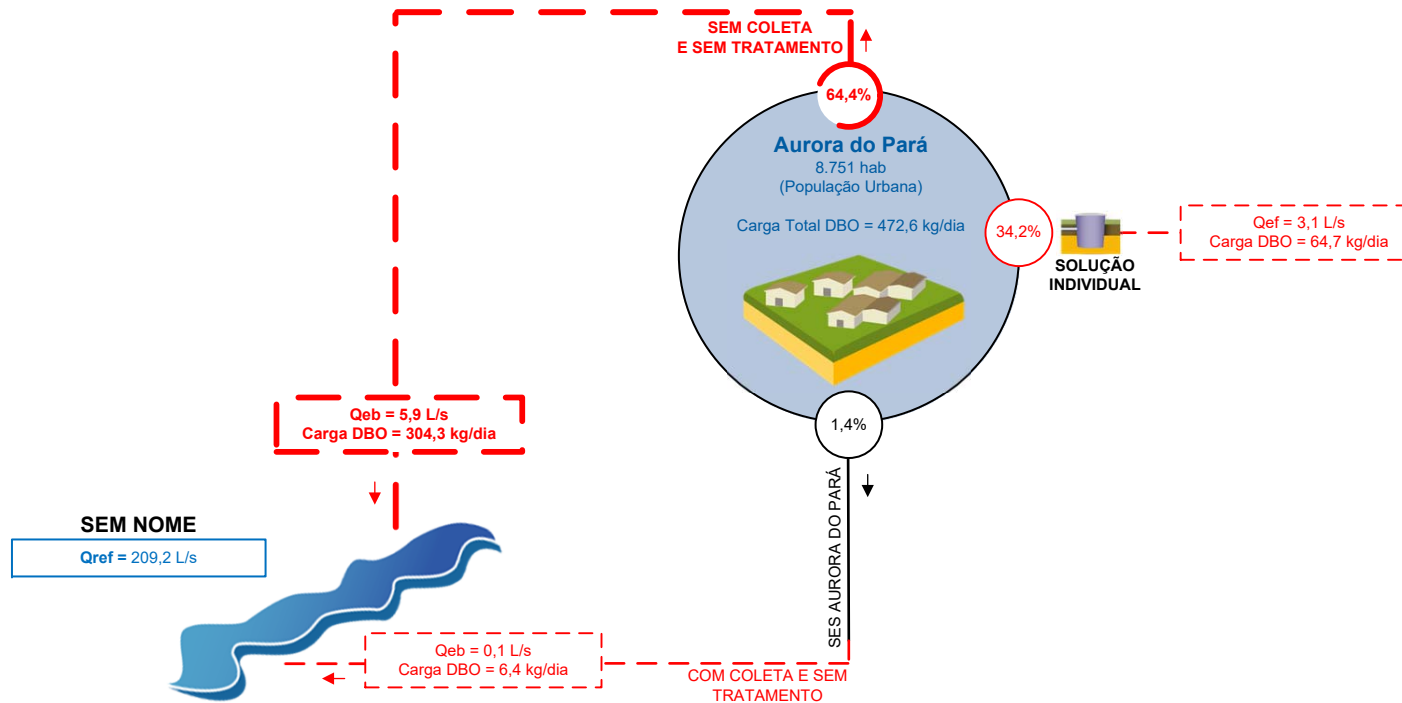 SEM COLETA
E SEM TRATAMENTO
64,4%
Aurora do Pará
8.751 hab
(População Urbana)
Carga Total DBO = 472,6 kg/dia
34,2%
SOLUÇÃO
INDIVIDUAL
Qef = 3,1 L/s
Carga DBO = 64,7 kg/dia
1,4%
SES AURORA DO PARÁ
Qeb = 5,9 L/s
Carga DBO = 304,3 kg/dia
SEM NOME
Qref = 209,2 L/s
Qeb = 0,1 L/s
Carga DBO = 6,4 kg/dia
COM COLETA E SEM
TRATAMENTO